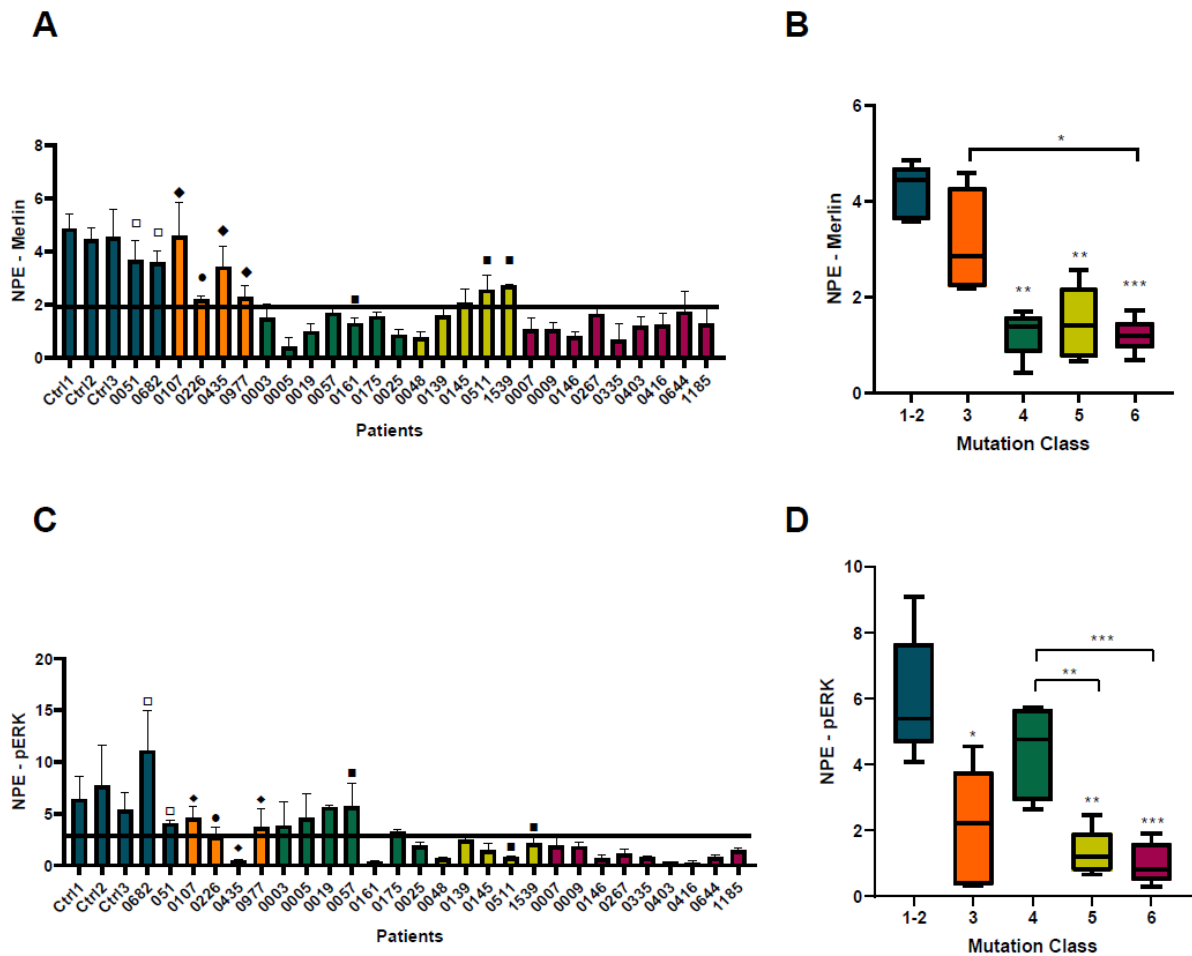 A
B
NPE - Merlin
8
6
4
2
0
Ctrl1 Ctrl2 Ctrl3 0051 0682 0107 0226 0435 0977 0003 0005 0019 0057 0161 0175 0025 0048 0139 0145 0511 1539 0007 0009 0146 0267 0335 0403 0416 0644 1185
Patients
NPE - Merlin
6
4
2
0
*
** ** ***
1-2 3 4 5 6
Mutation Class
C
D
NPE - pERK
20
15
10
5
0
Ctrl1 Ctrl2 Ctrl3 0682 051 0107 0226 0435 0977 0003 0005 0019 0057 0161 0175 0025 0048 0139 0145 0511 1539 0007 0009 0146 0267 0335 0403 0416 0644 1185
Patients
NPE - pERK
10
8
6
4
2
0
***
**
* ** ***
1-2 3 4 5 6
Mutation Class